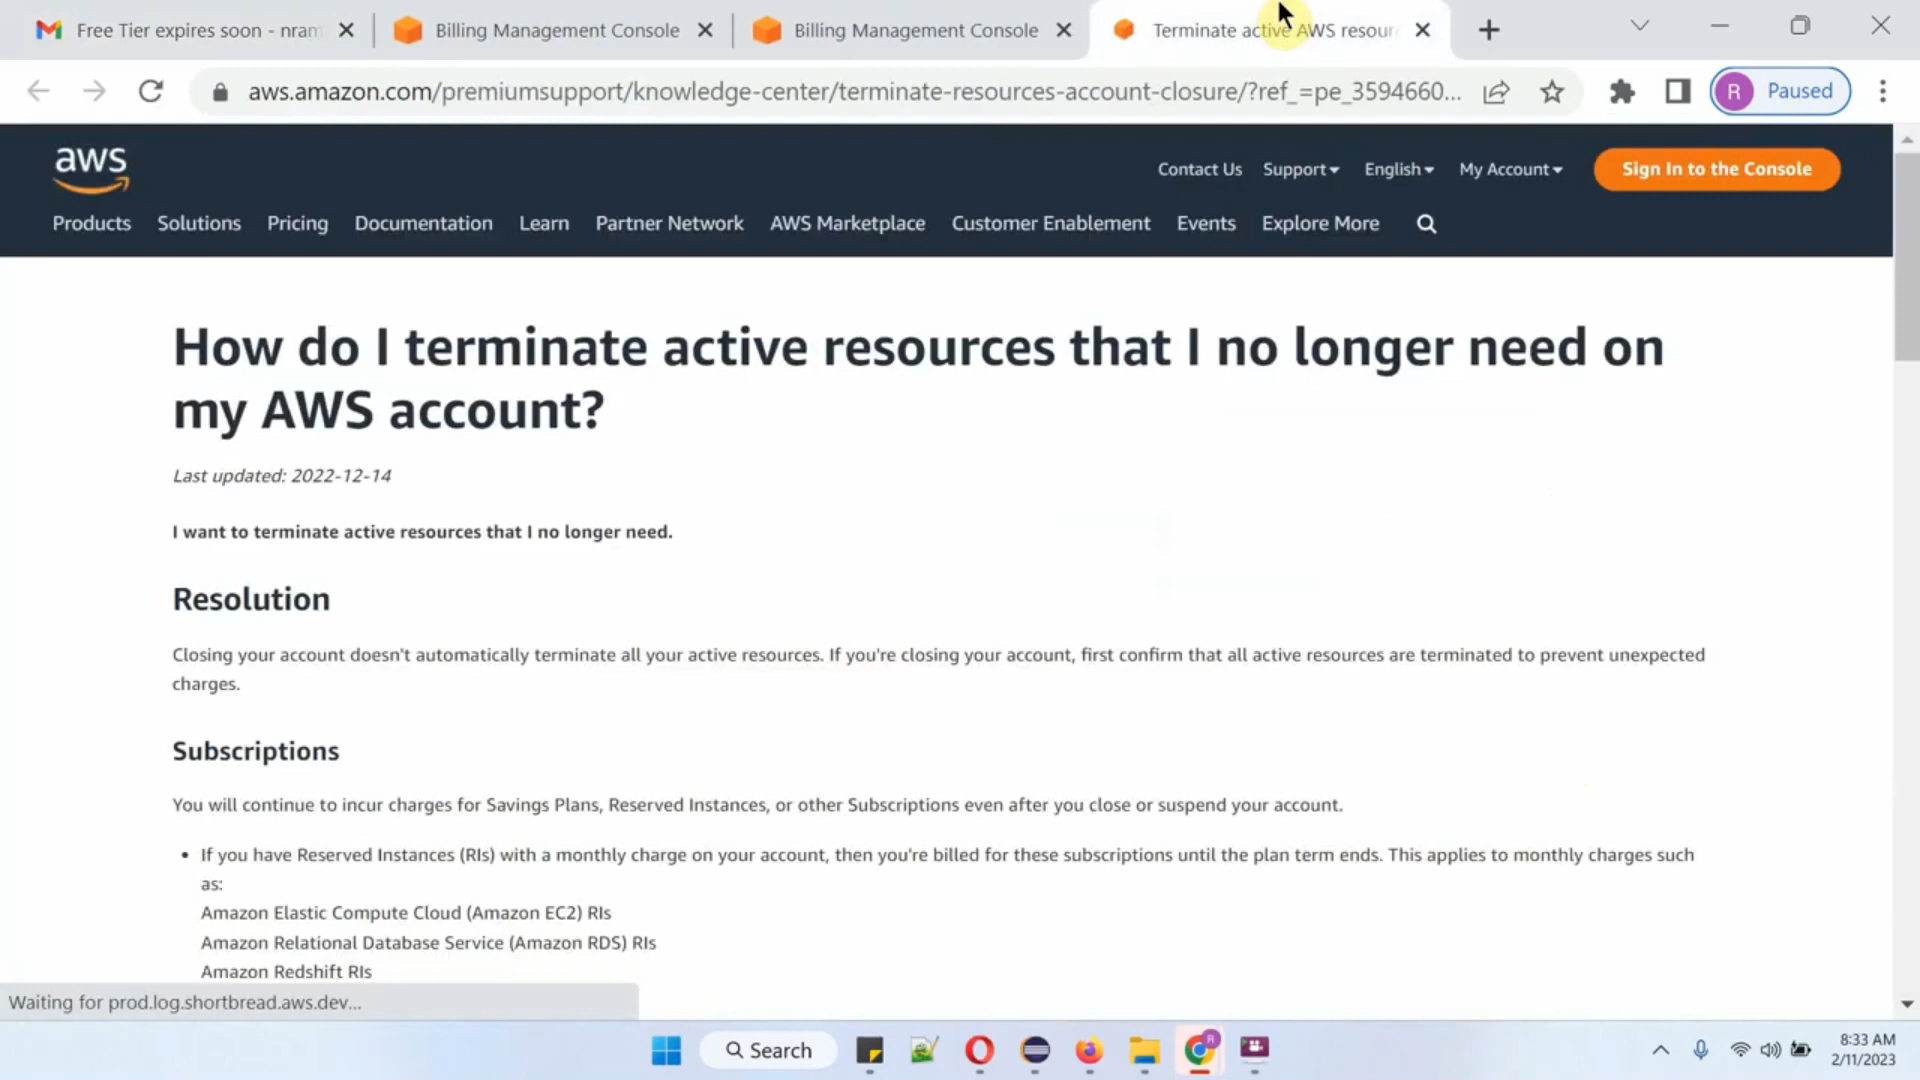 Free Tier expires soon - nram
Billing Management Console
Billing Management Console
Terminate active AWS resour
aws.amazon.com/premiumsupport/knowledge-center/terminate-resources-account-closure/?ref_=pe_3594660...
R Paused
aws
Contact Us Support English My Account Sign In to the Console
Products Solutions Pricing Documentation Learn Partner Network AWS Marketplace Customer Enablement Events Explore More
How do I terminate active resources that I no longer need on
my AWS account?
Last updated: 2022-12-14
I want to terminate active resources that I no longer need.
Resolution
Closing your account doesn't automatically terminate all your active resources. If you're closing your account, first confirm that all active resources are terminated to prevent unexpected
charges.
Subscriptions
You will continue to incur charges for Savings Plans, Reserved Instances, or other Subscriptions even after you close or suspend your account.
• If you have Reserved Instances (RIs) with a monthly charge on your account, then you're billed for these subscriptions until the plan term ends. This applies to monthly charges such
as:
Amazon Elastic Compute Cloud (Amazon EC2) RIs
Amazon Relational Database Service (Amazon RDS) RIs
Amazon Redshift RIs
Waiting for prod.log.shortbread.aws.dev...
Search
R
8:33 AM
2/11/2023